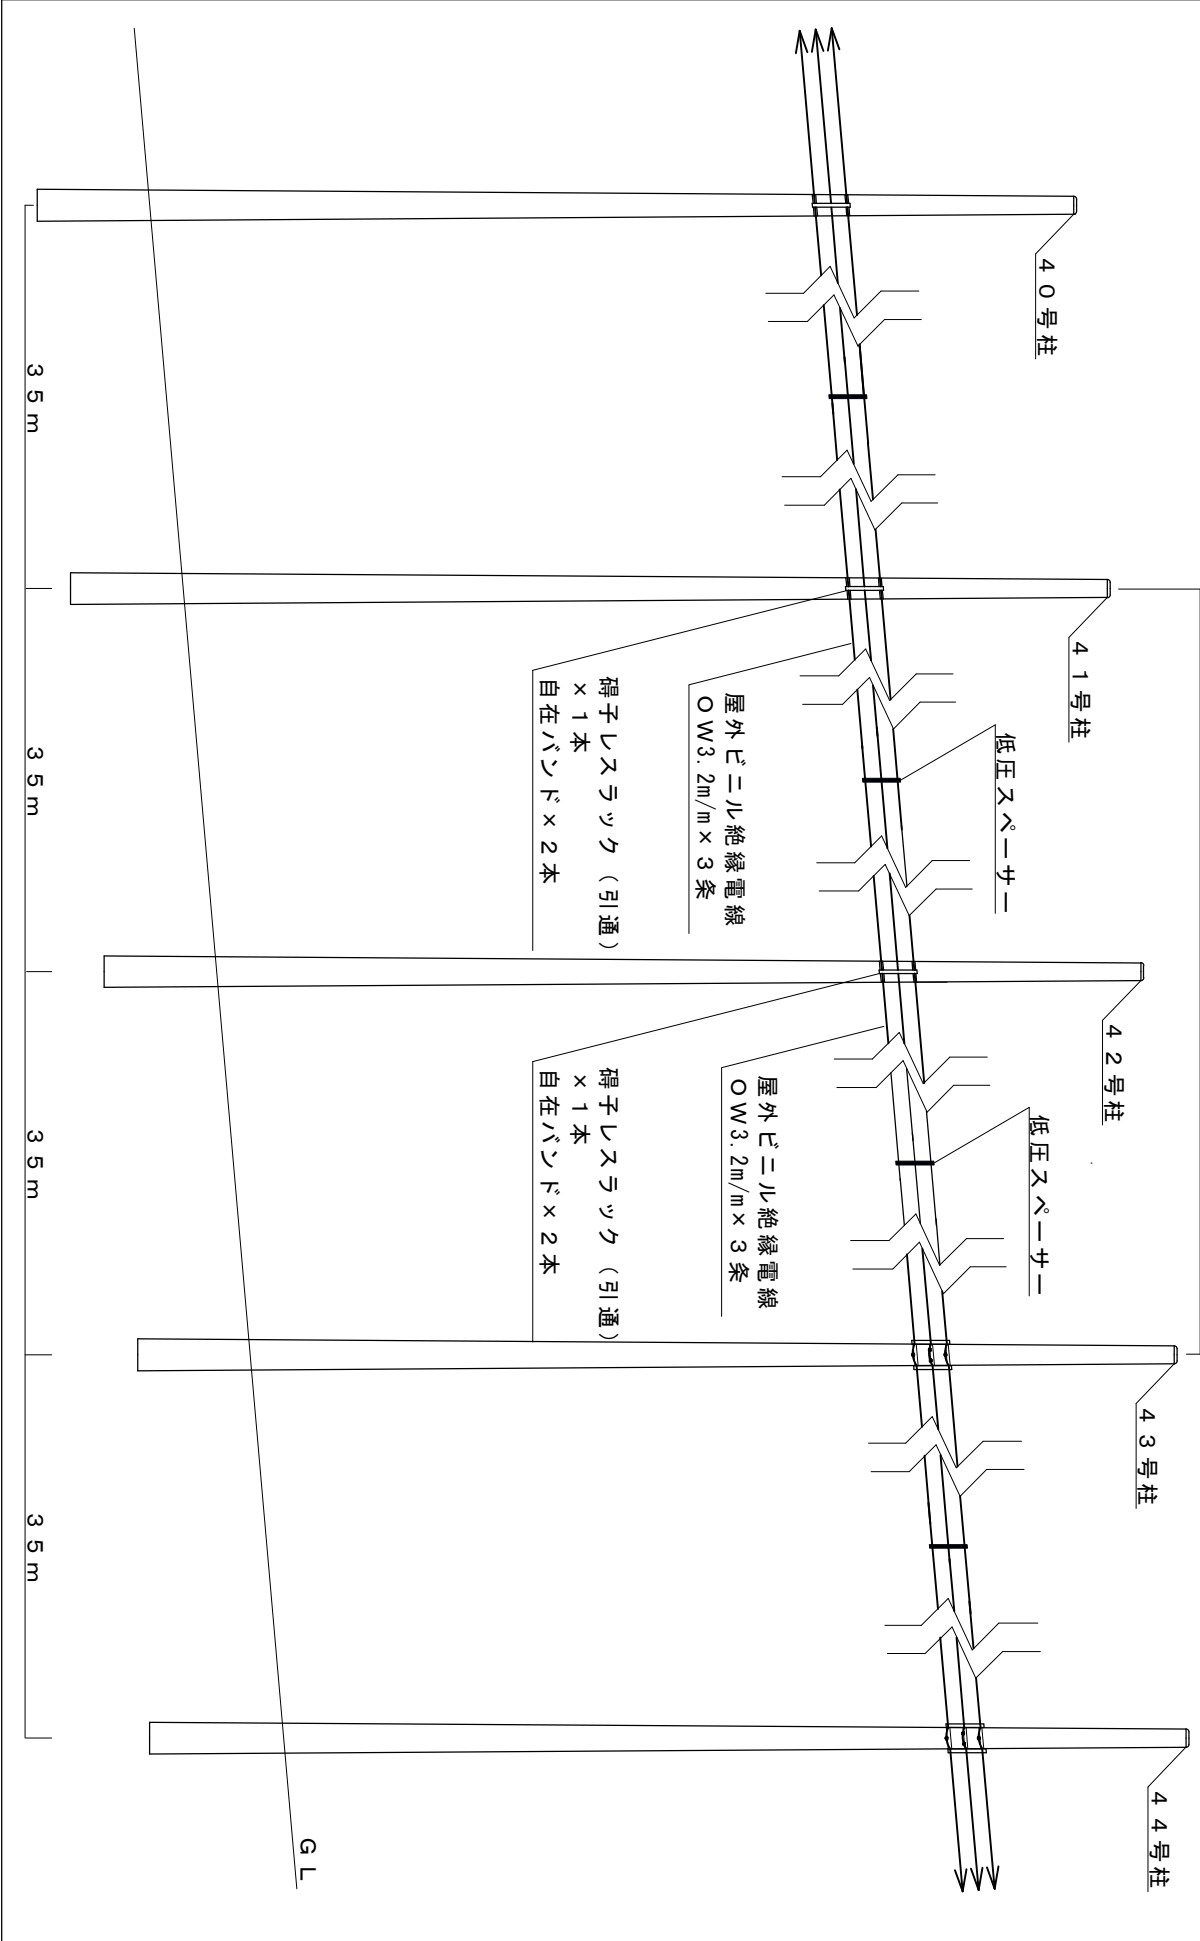 40号柱
41号柱
42号柱
43号柱
44号柱
低圧スペーサー
低圧スペーサー
屋外ビニル絶縁電線
OW3.2m/m×3条
屋外ビニル絶縁電線
OW3.2m/m×3条
碍子レスラック（引通）
×1本
自在バンド×2本
碍子レスラック（引通）
×1本
自在バンド×2本
GL
35m
35m
35m
35m